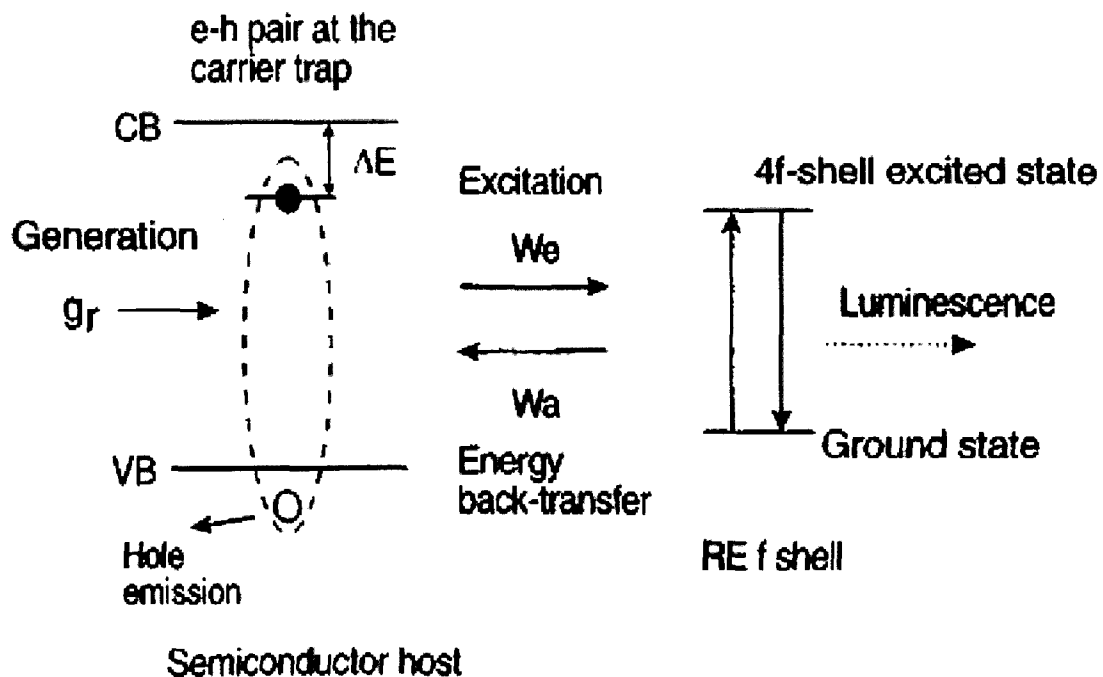 e-h pair at the
carrier trap
CB
ΔE
Excitation
4f-shell excited state
Generation
We
gr
Luminescence
Wa
Ground state
VB
Energy
back-transfer
Hole
emission
RE f shell
Semiconductor host